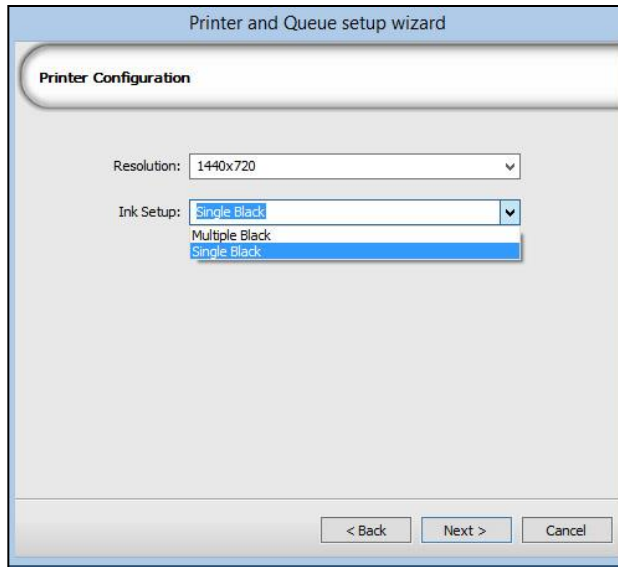 Printer and Queue setup wizard
Printer Configuration
Resolution: 1440x720
Ink Setup: Single Black
Multiple Black
Single Black
< Back Next > Cancel